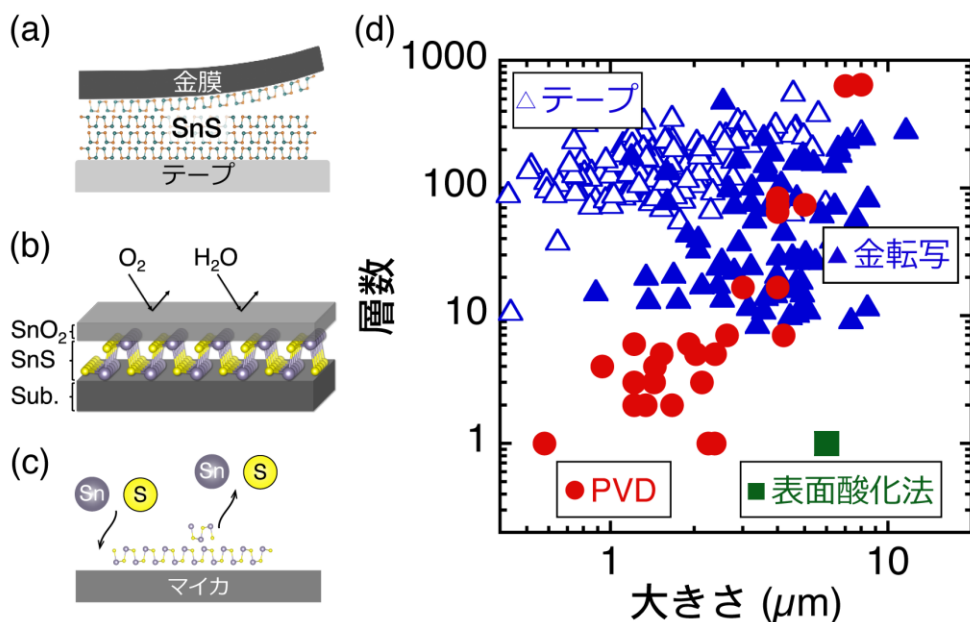 (a)
金膜
SnS
テープ
(b)
O2
H2O
SnO2
SnS
Sub.
(c)
Sn
S
Sn
S
マイカ
(d)
1000
100
10
1
層数
1
10
大きさ (μm)
テープ
金転写
PVD
表面酸化法